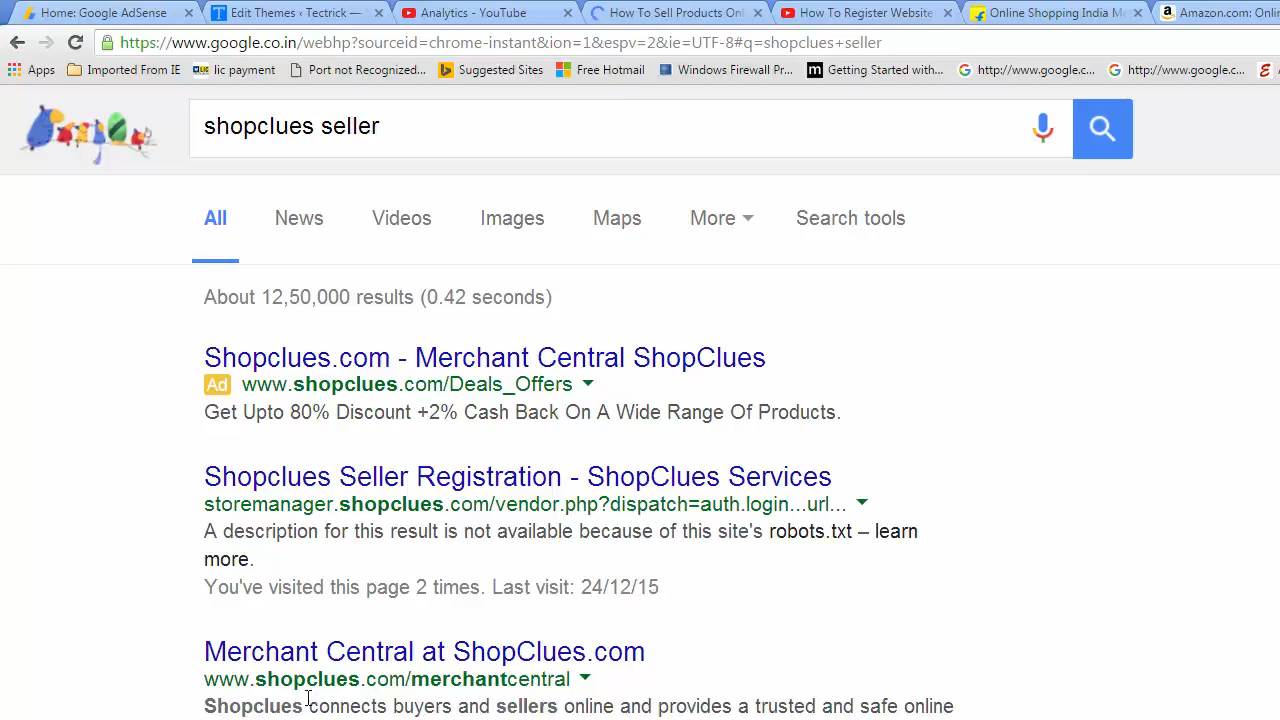 Home: Google AdSense
Edit Themes ‹ Tectrick —
Analytics - YouTube
How To Sell Products Onl
How To Register Website
Online Shopping India Mo
Amazon.com: Onlin
https://www.google.co.in/webhp?sourceid=chrome-instant&ion=1&espv=2&ie=UTF-8#q=shopclues+seller
Apps
Imported From IE
lic payment
Port not Recognized...
Suggested Sites
Free Hotmail
Windows Firewall Pr...
Getting Started with...
http://www.google.c...
http://www.google.c...
shopclues seller
All
News
Videos
Images
Maps
More
Search tools
About 12,50,000 results (0.42 seconds)
Shopclues.com - Merchant Central ShopClues
Ad www.shopclues.com/Deals_Offers
Get Upto 80% Discount +2% Cash Back On A Wide Range Of Products.
Shopclues Seller Registration - ShopClues Services
storemanager.shopclues.com/vendor.php?dispatch=auth.login...url...
A description for this result is not available because of this site's robots.txt – learn
more.
You've visited this page 2 times. Last visit: 24/12/15
Merchant Central at ShopClues.com
www.shopclues.com/merchantcentral
Shopclues connects buyers and sellers online and provides a trusted and safe online